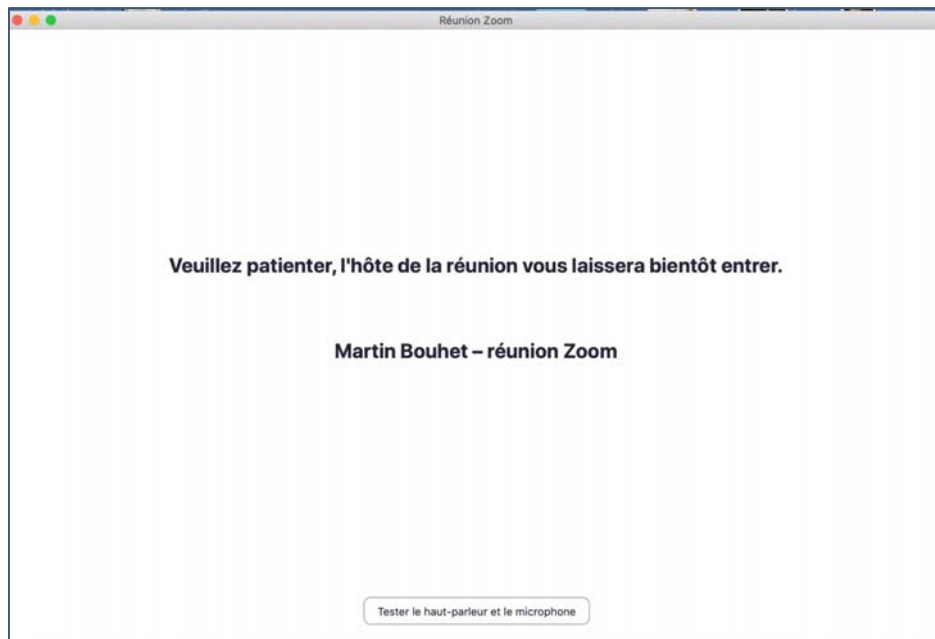 Réunion Zoom
Veuillez patienter, l'hôte de la réunion vous laissera bientôt entrer.
Martin Bouhet – réunion Zoom
Tester le haut-parleur et le microphone